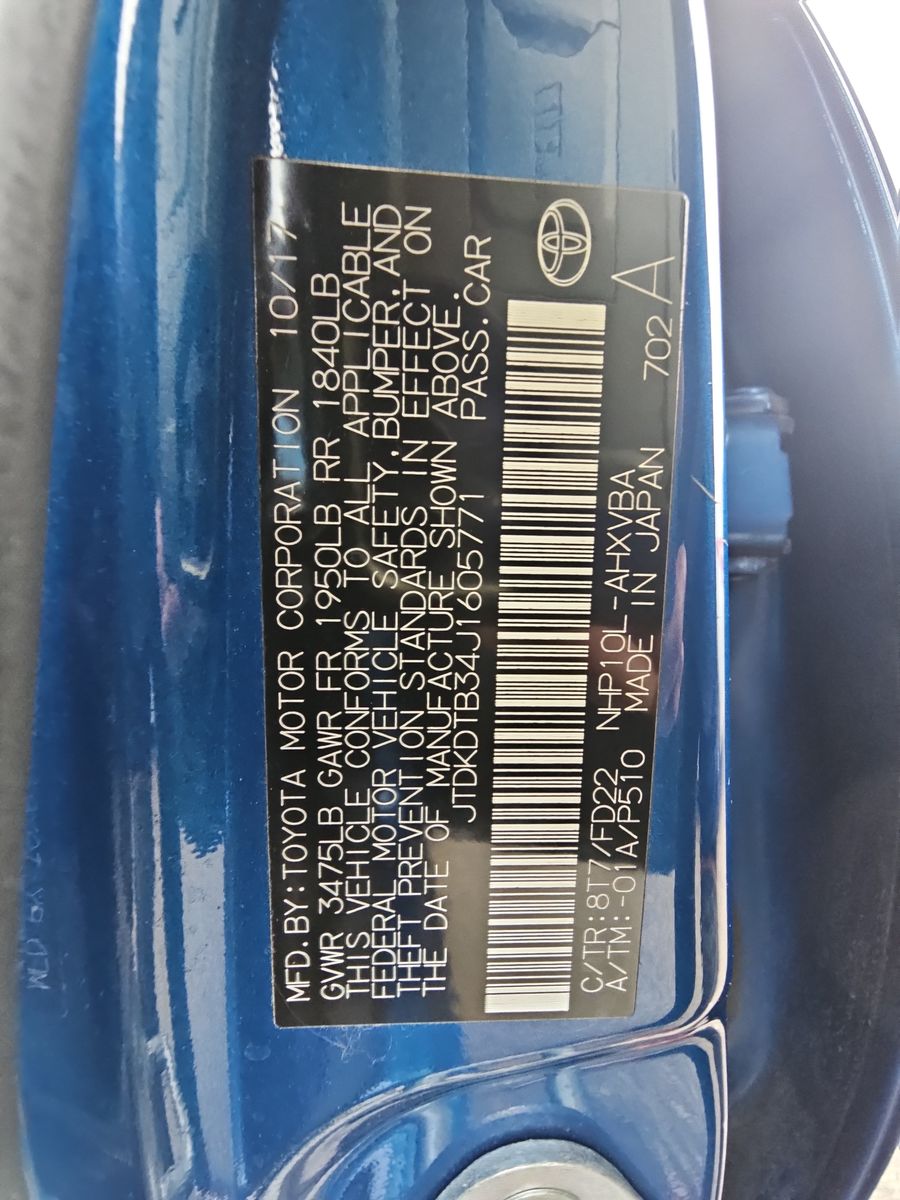 MFD.BY:TOYOTA MOTOR CORPORATION 10/17
GVWR 3475LB GAWR FR 1950LB RR 1840LB
THIS VEHICLE CONFORMS TO ALL APPLICABLE
FEDERAL MOTOR VEHICLE SAFETY,BUMPER,AND
THEFT PREVENTION STANDARDS IN EFFECT ON
THE DATE OF MANUFACTURE SHOWN ABOVE.
JTDKDTB34J1605771 PASS.CAR
C/TR:8T7/FD22 NHP10L-AHXVBA 702 A
A/TM:-01A/P510 MADE IN JAPAN